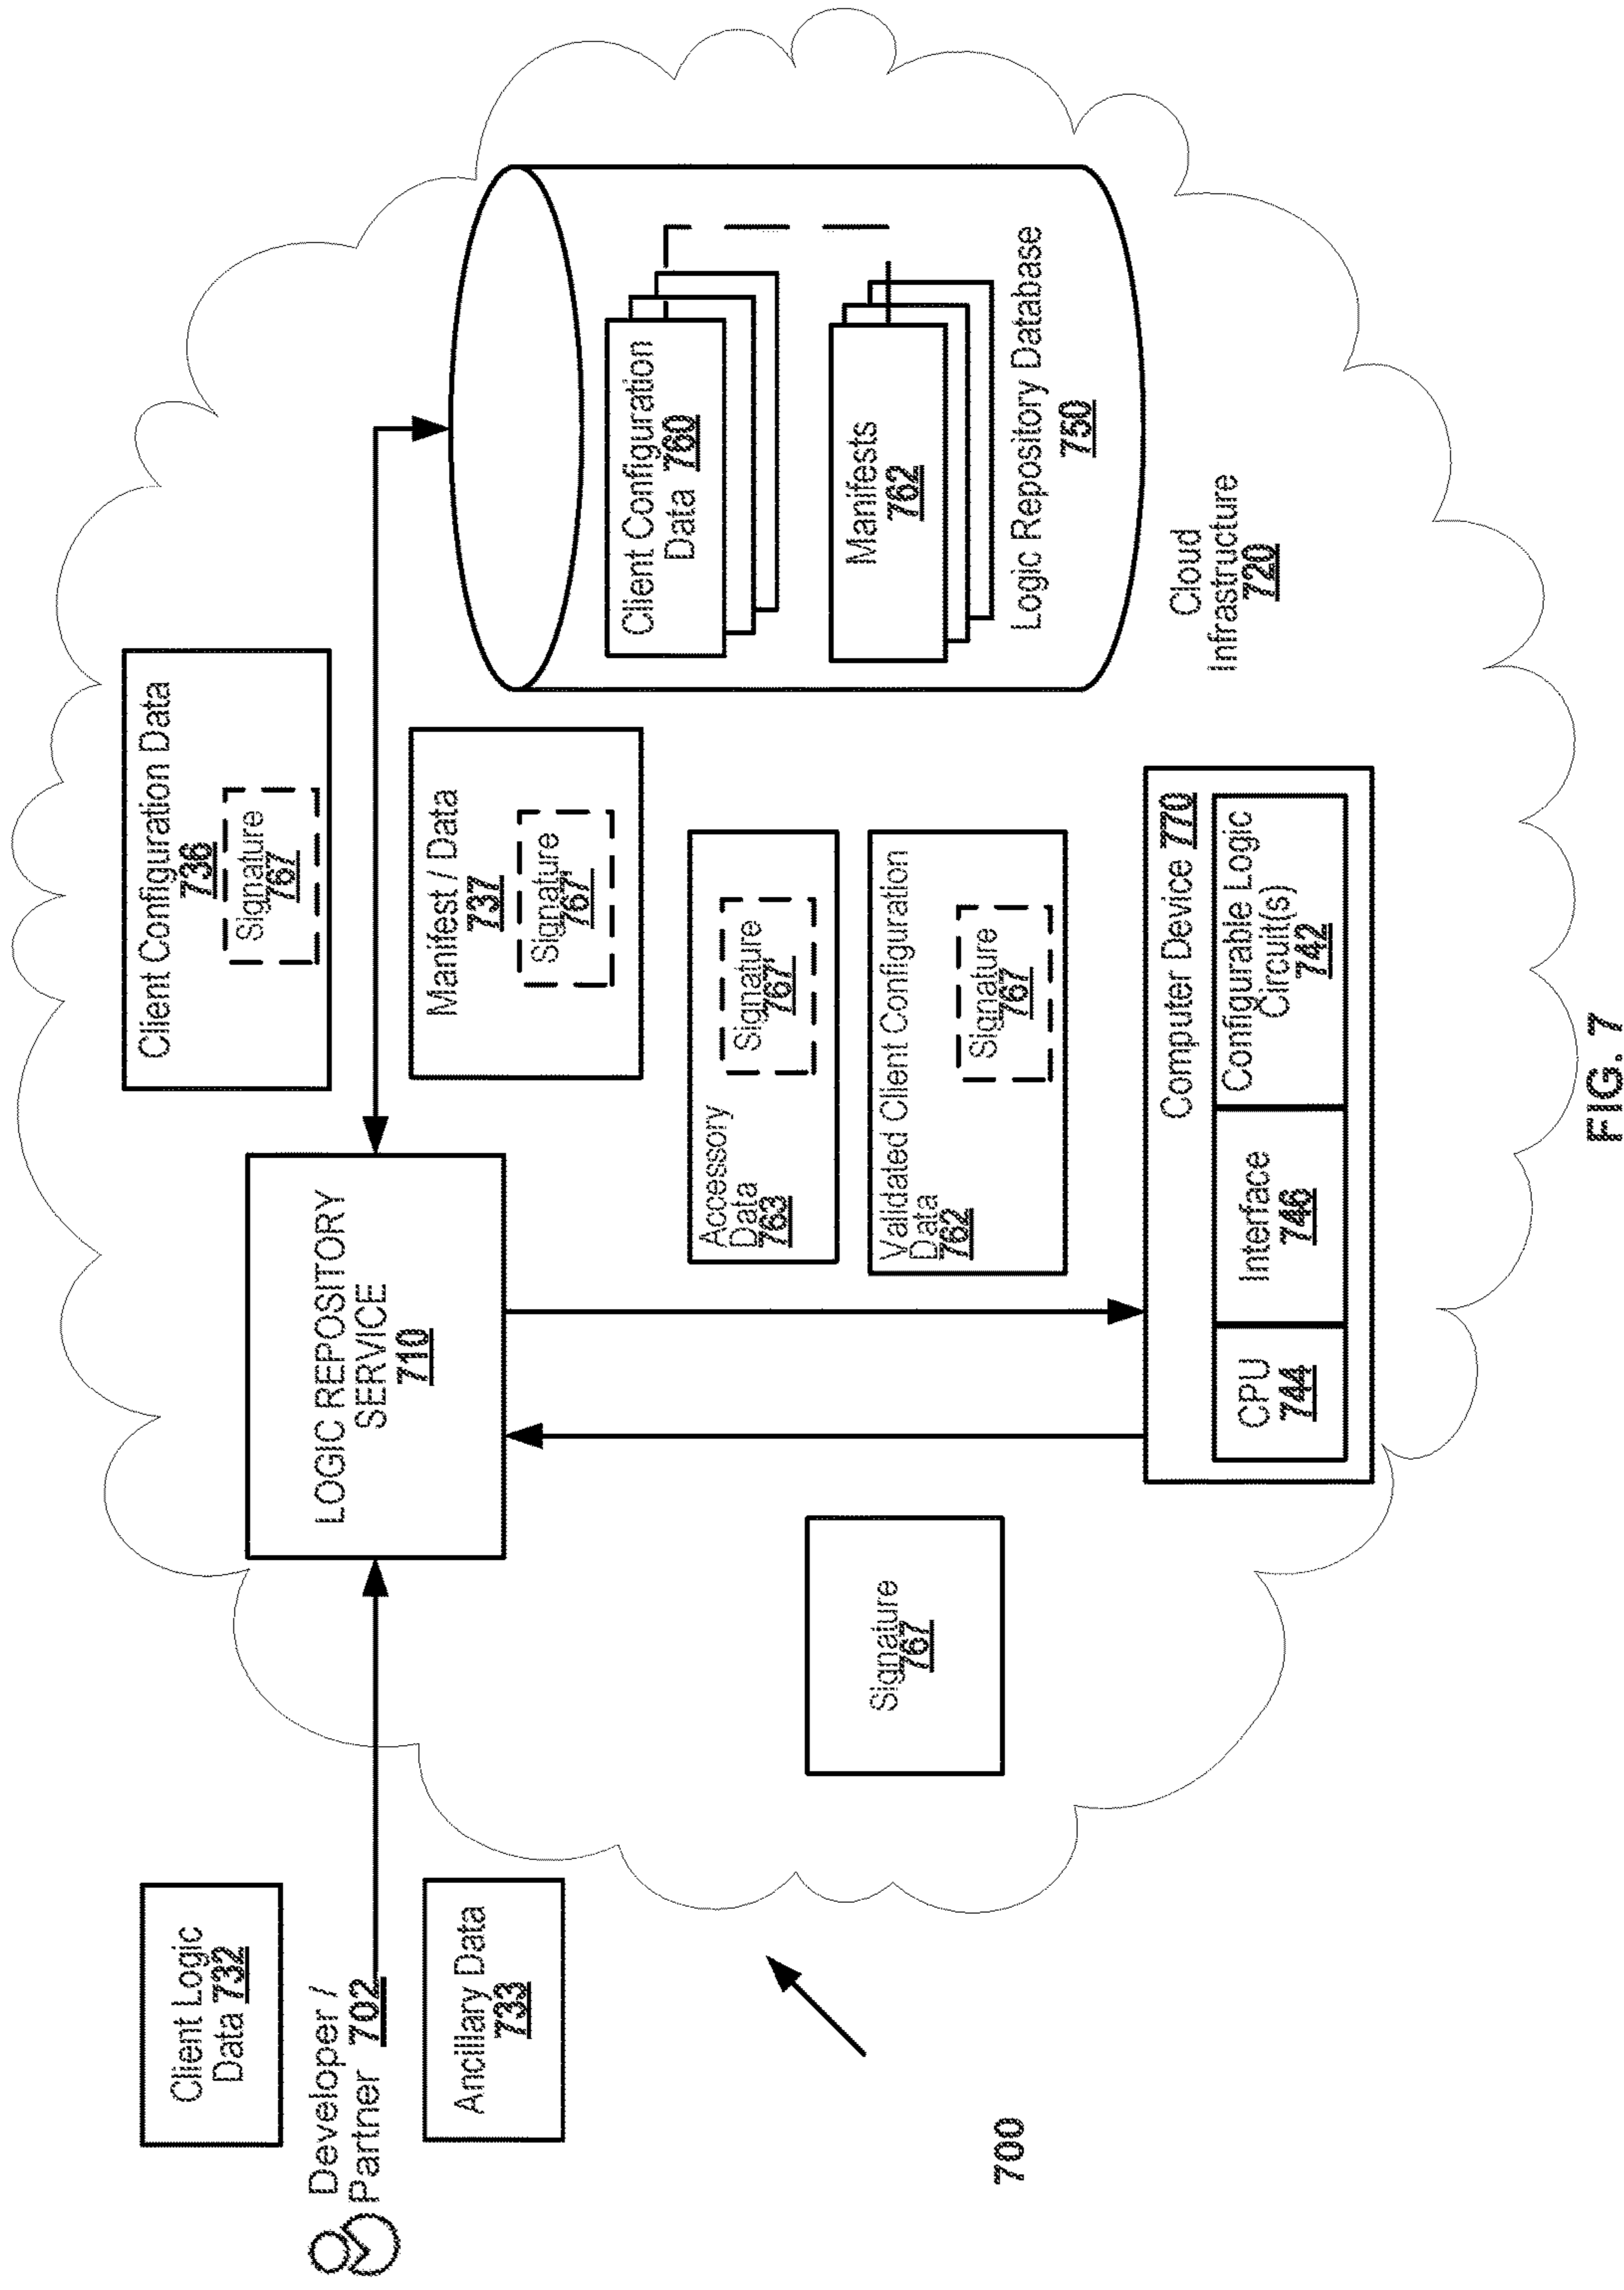 Client Logic
Data 732
Developer /
Partner 702
Ancillary Data
733
700
LOGIC REPOSITORY
SERVICE
710
Client Configuration Data
736
Signature
767
Manifest / Data
737
Signature
767'
Accessory
Data
763
Signature
767'
Validated Client Configuration
Data
762
Signature
767
Signature
767
Computer Device 770
CPU
744
Interface
746
Configurable Logic
Circuit(s)
742
Client Configuration
Data 760
Manifests
762
Logic Repository Database
750
Cloud
Infrastructure
720
FIG. 7